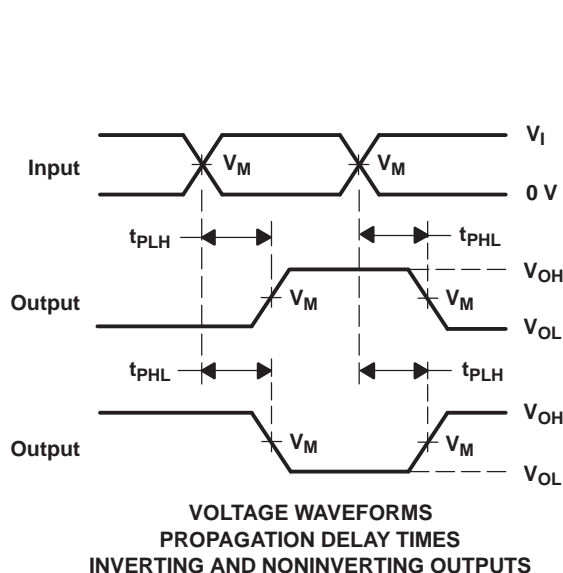 V_I
Input V_M V_M
0 V
t_PLH t_PHL
V_OH
Output V_M V_M
V_OL
t_PHL t_PLH
V_OH
Output V_M V_M
V_OL
VOLTAGE WAVEFORMS
PROPAGATION DELAY TIMES
INVERTING AND NONINVERTING OUTPUTS